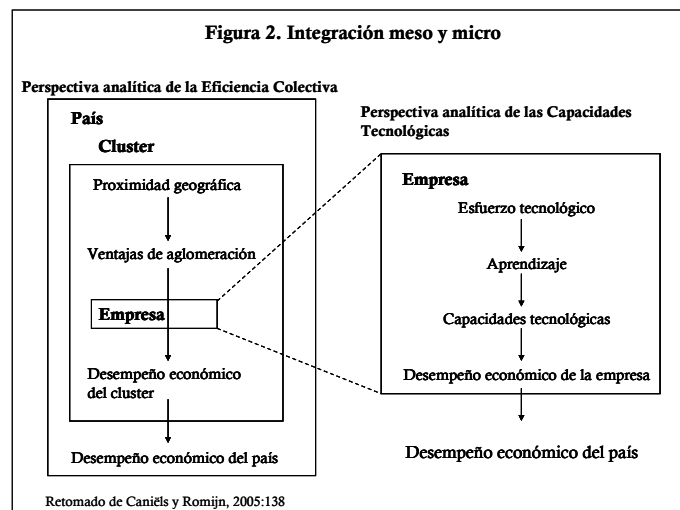 Figura 2. Integración meso y micro
Perspectiva analítica de la Eficiencia Colectiva
País
Cluster
Proximidad geográfica
Ventajas de aglomeración
Empresa
Desempeño económico
del cluster
Desempeño económico del país
Perspectiva analítica de las Capacidades
Tecnológicas
Empresa
Esfuerzo tecnológico
Aprendizaje
Capacidades tecnológicas
Desempeño económico de la empresa
Desempeño económico del país
Retomado de Caniëls y Romijn, 2005:138